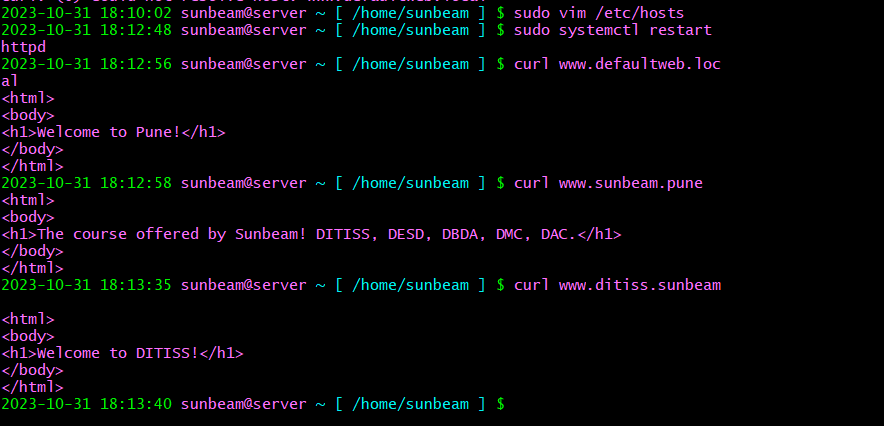 2023-10-31 18:10:02 sunbeam@server ~ [ /home/sunbeam ] $ sudo vim /etc/hosts
2023-10-31 18:12:48 sunbeam@server ~ [ /home/sunbeam ] $ sudo systemctl restart
httpd
2023-10-31 18:12:56 sunbeam@server ~ [ /home/sunbeam ] $ curl www.defaultweb.loc
al
<html>
<body>
<h1>Welcome to Pune!</h1>
</body>
</html>
2023-10-31 18:12:58 sunbeam@server ~ [ /home/sunbeam ] $ curl www.sunbeam.pune
<html>
<body>
<h1>The course offered by Sunbeam! DITISS, DESD, DBDA, DMC, DAC.</h1>
</body>
</html>
2023-10-31 18:13:35 sunbeam@server ~ [ /home/sunbeam ] $ curl www.ditiss.sunbeam
<html>
<body>
<h1>Welcome to DITISS!</h1>
</body>
</html>
2023-10-31 18:13:40 sunbeam@server ~ [ /home/sunbeam ] $